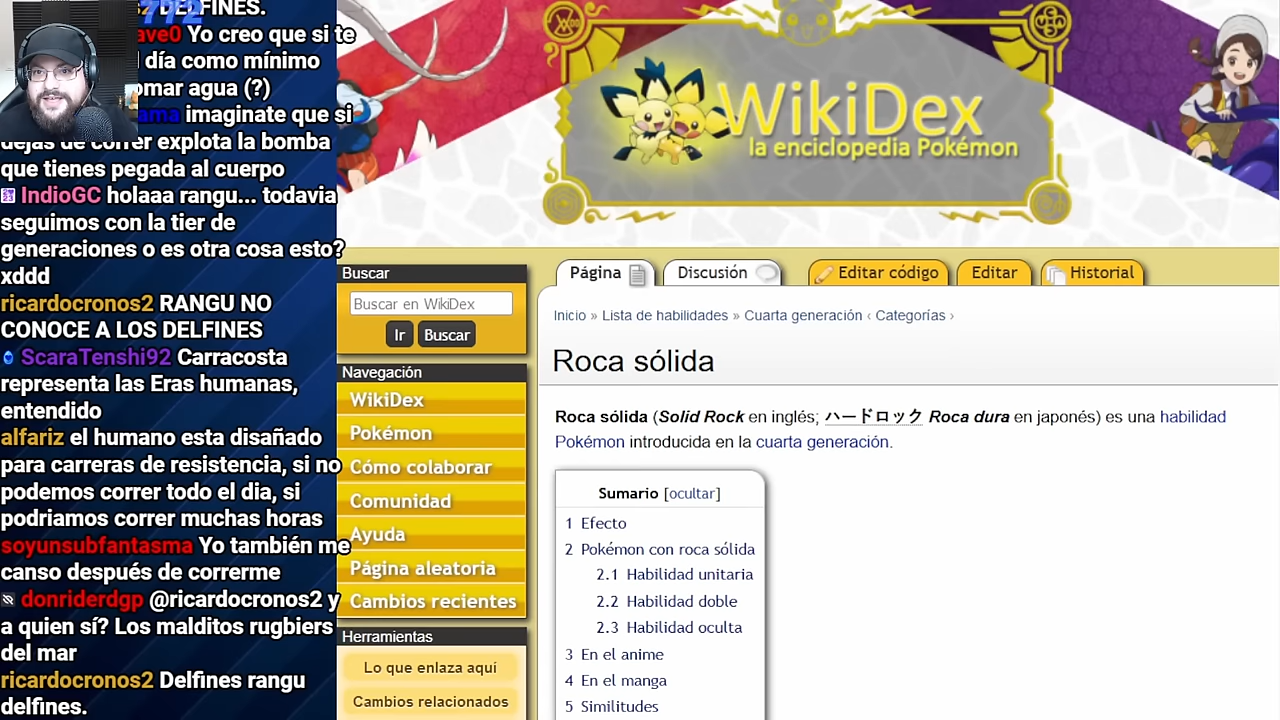 DELFINES.
772
ave0 Yo creo que si te
día como mínimo
omar agua (?)
ama imaginate que si
dejas de correr explota la bomba
que tienes pegada al cuerpo
IndioGC holaaa rangu... todavia
seguimos con la tier de
generaciones o es otra cosa esto?
xddd
ricardocronos2 RANGU NO
CONOCE A LOS DELFINES
ScaraTenshi92 Carracosta
representa las Eras humanas,
entendido
alfariz el humano esta disañado
para carreras de resistencia, si no
podemos correr todo el dia, si
podriamos correr muchas horas
soyunsubfantasma Yo también me
canso después de correrme
donriderdgp @ricardocronos2 y
a quien sí? Los malditos rugbiers
del mar
ricardocronos2 Delfines rangu
delfines.
WikiDex
la enciclopedia Pokémon
Buscar
Buscar en WikiDex
Ir Buscar
Navegación
WikiDex
Pokémon
Cómo colaborar
Comunidad
Ayuda
Página aleatoria
Cambios recientes
Herramientas
Lo que enlaza aquí
Cambios relacionados
Página Discusión Editar código Editar Historial
Inicio » Lista de habilidades » Cuarta generación ‹ Categorías ›
Roca sólida
Roca sólida (Solid Rock en inglés; ハードロック Roca dura en japonés) es una habilidad
Pokémon introducida en la cuarta generación.
Sumario [ocultar]
1 Efecto
2 Pokémon con roca sólida
2.1 Habilidad unitaria
2.2 Habilidad doble
2.3 Habilidad oculta
3 En el anime
4 En el manga
5 Similitudes